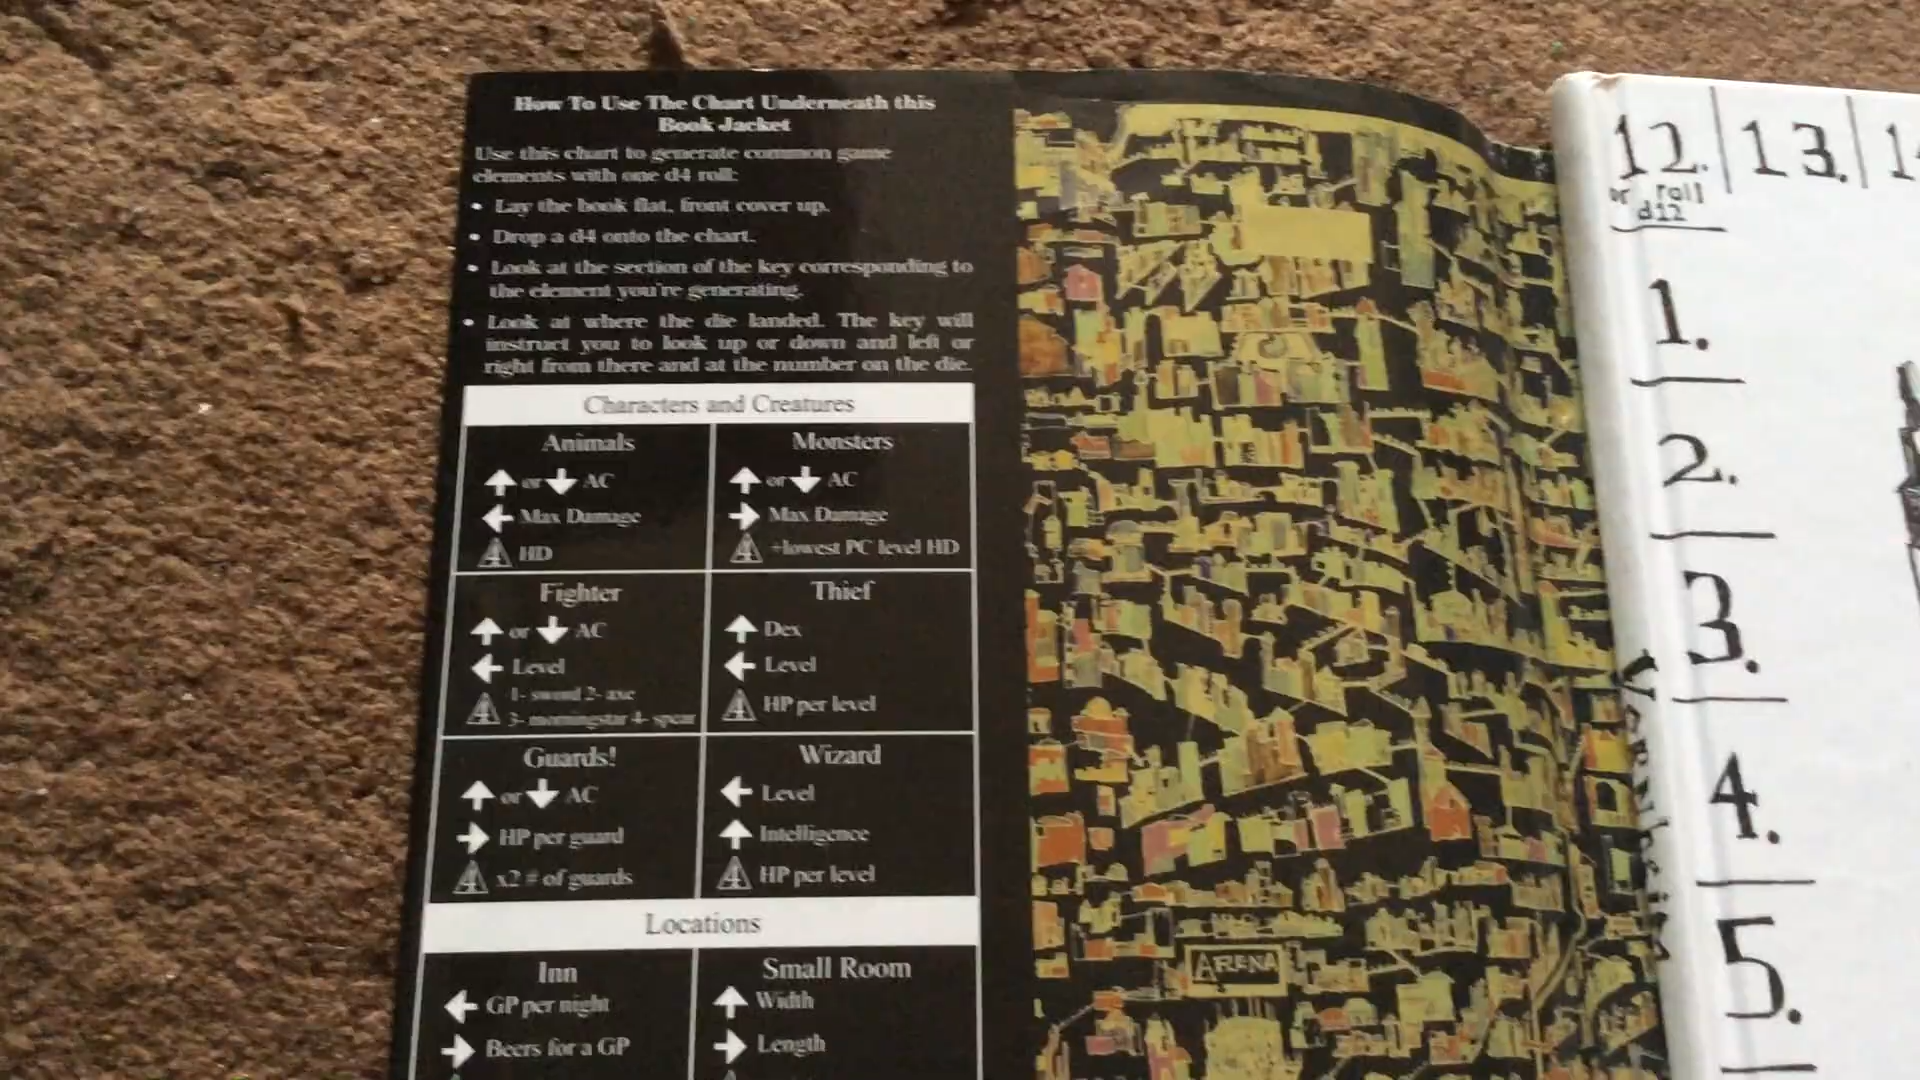 How To Use The Chart Underneath this
Book Jacket
Use this chart to generate common game
elements with one d4 roll:
• Lay the book flat, front cover up.
• Drop a d4 onto the chart.
• Look at the section of the key corresponding to
the element you're generating.
• Look at where the die landed. The key will
instruct you to look up or down and left or
right from there and at the number on the die.
Characters and Creatures
Animals
or AC
Max Damage
4 HD
Monsters
or AC
Max Damage
4 +lowest PC level HD
Fighter
or AC
Level
4 1- sword 2- axe
3- morningstar 4- spear
Thief
Dex
Level
4 HP per level
Guards!
or AC
HP per guard
4 x2 # of guards
Wizard
Level
Intelligence
4 HP per level
Locations
Inn
GP per night
Beers for a GP
Small Room
Width
Length
ARENA
12. 13.
or roll
d12
1.
2.
3.
4.
5.